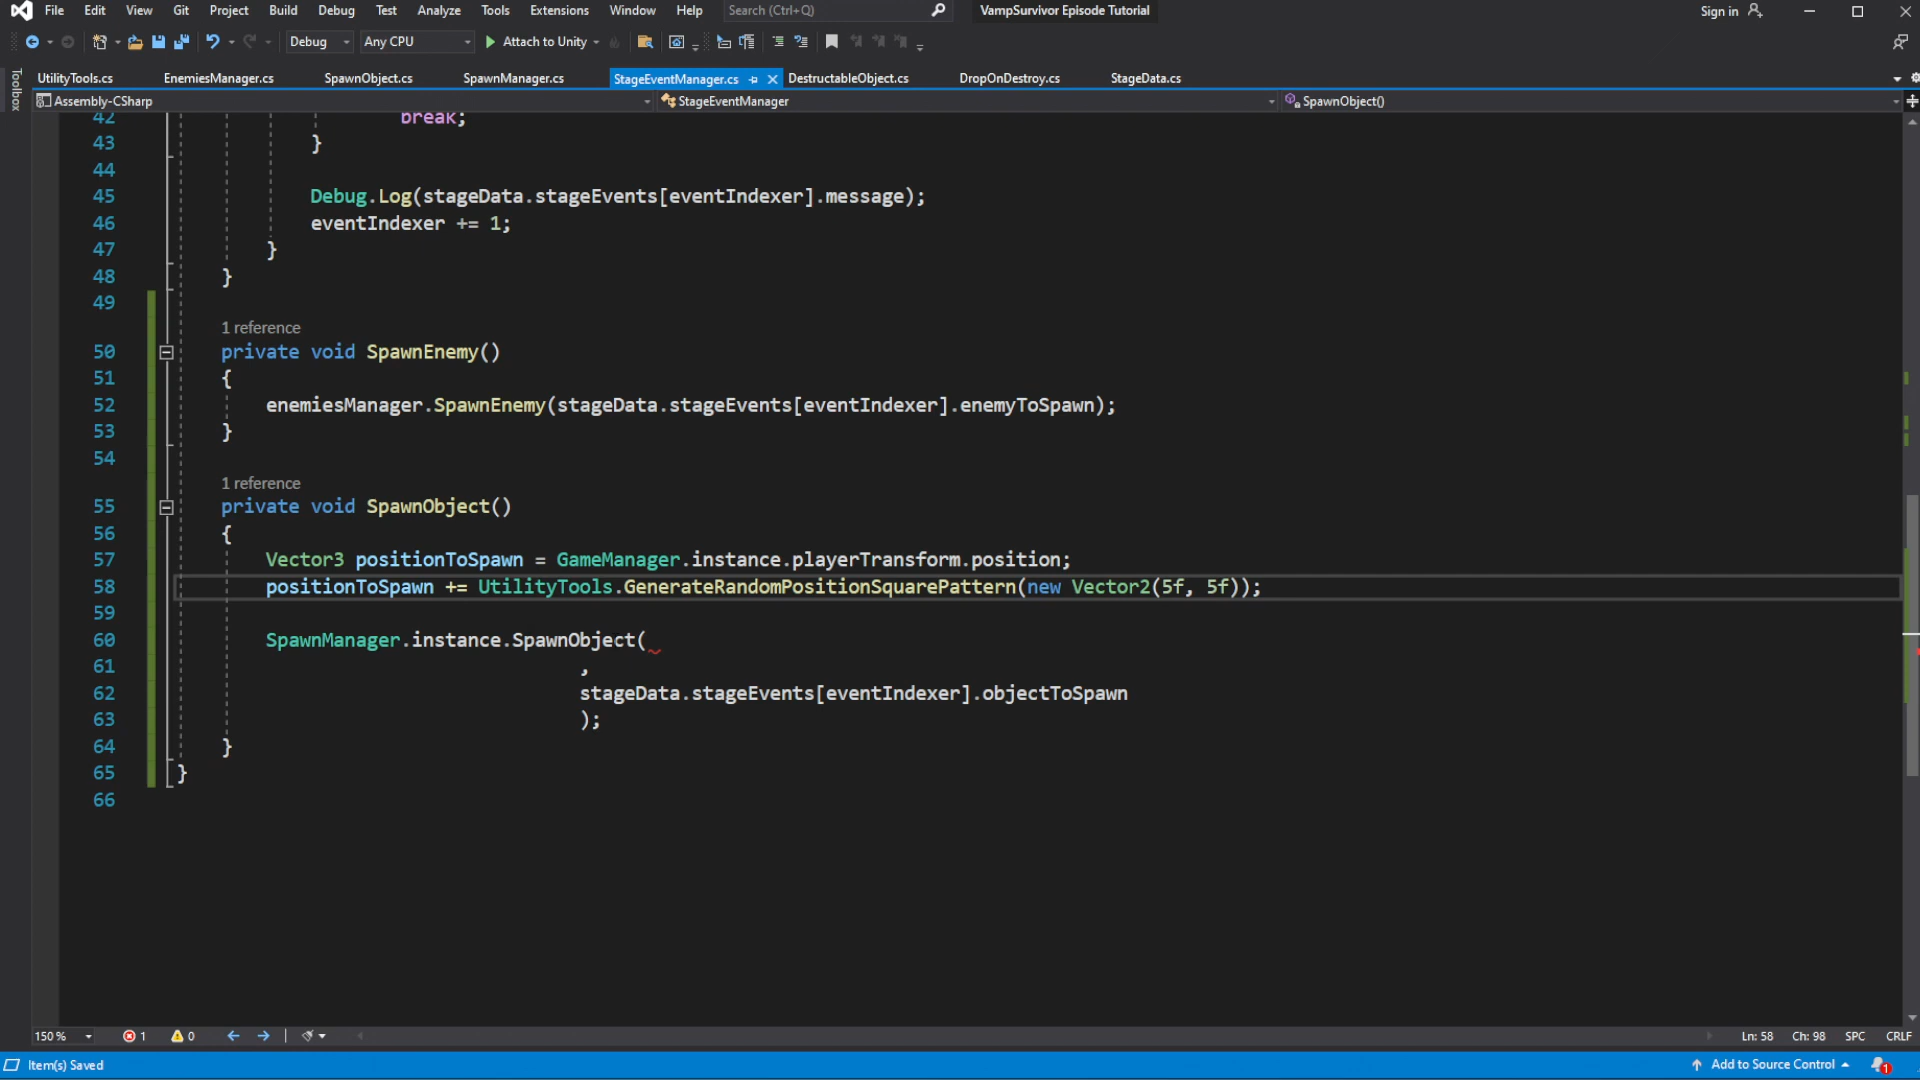 File Edit View Git Project Build Debug Test Analyze Tools Extensions Window Help Search (Ctrl+Q) VampSurvivor Episode Tutorial Sign in
Debug Any CPU Attach to Unity
UtilityTools.cs EnemiesManager.cs SpawnObject.cs SpawnManager.cs StageEventManager.cs DestructableObject.cs DropOnDestroy.cs StageData.cs
Toolbox
Assembly-CSharp StageEventManager SpawnObject()
42 break;
43 }
44
45 Debug.Log(stageData.stageEvents[eventIndexer].message);
46 eventIndexer += 1;
47 }
48 }
49
1 reference
50 private void SpawnEnemy()
51 {
52 enemiesManager.SpawnEnemy(stageData.stageEvents[eventIndexer].enemyToSpawn);
53 }
54
1 reference
55 private void SpawnObject()
56 {
57 Vector3 positionToSpawn = GameManager.instance.playerTransform.position;
58 positionToSpawn += UtilityTools.GenerateRandomPositionSquarePattern(new Vector2(5f, 5f));
59
60 SpawnManager.instance.SpawnObject(
61 ,
62 stageData.stageEvents[eventIndexer].objectToSpawn
63 );
64 }
65 }
66
150 % 1 0 Ln: 58 Ch: 98 SPC CRLF
Item(s) Saved Add to Source Control 1